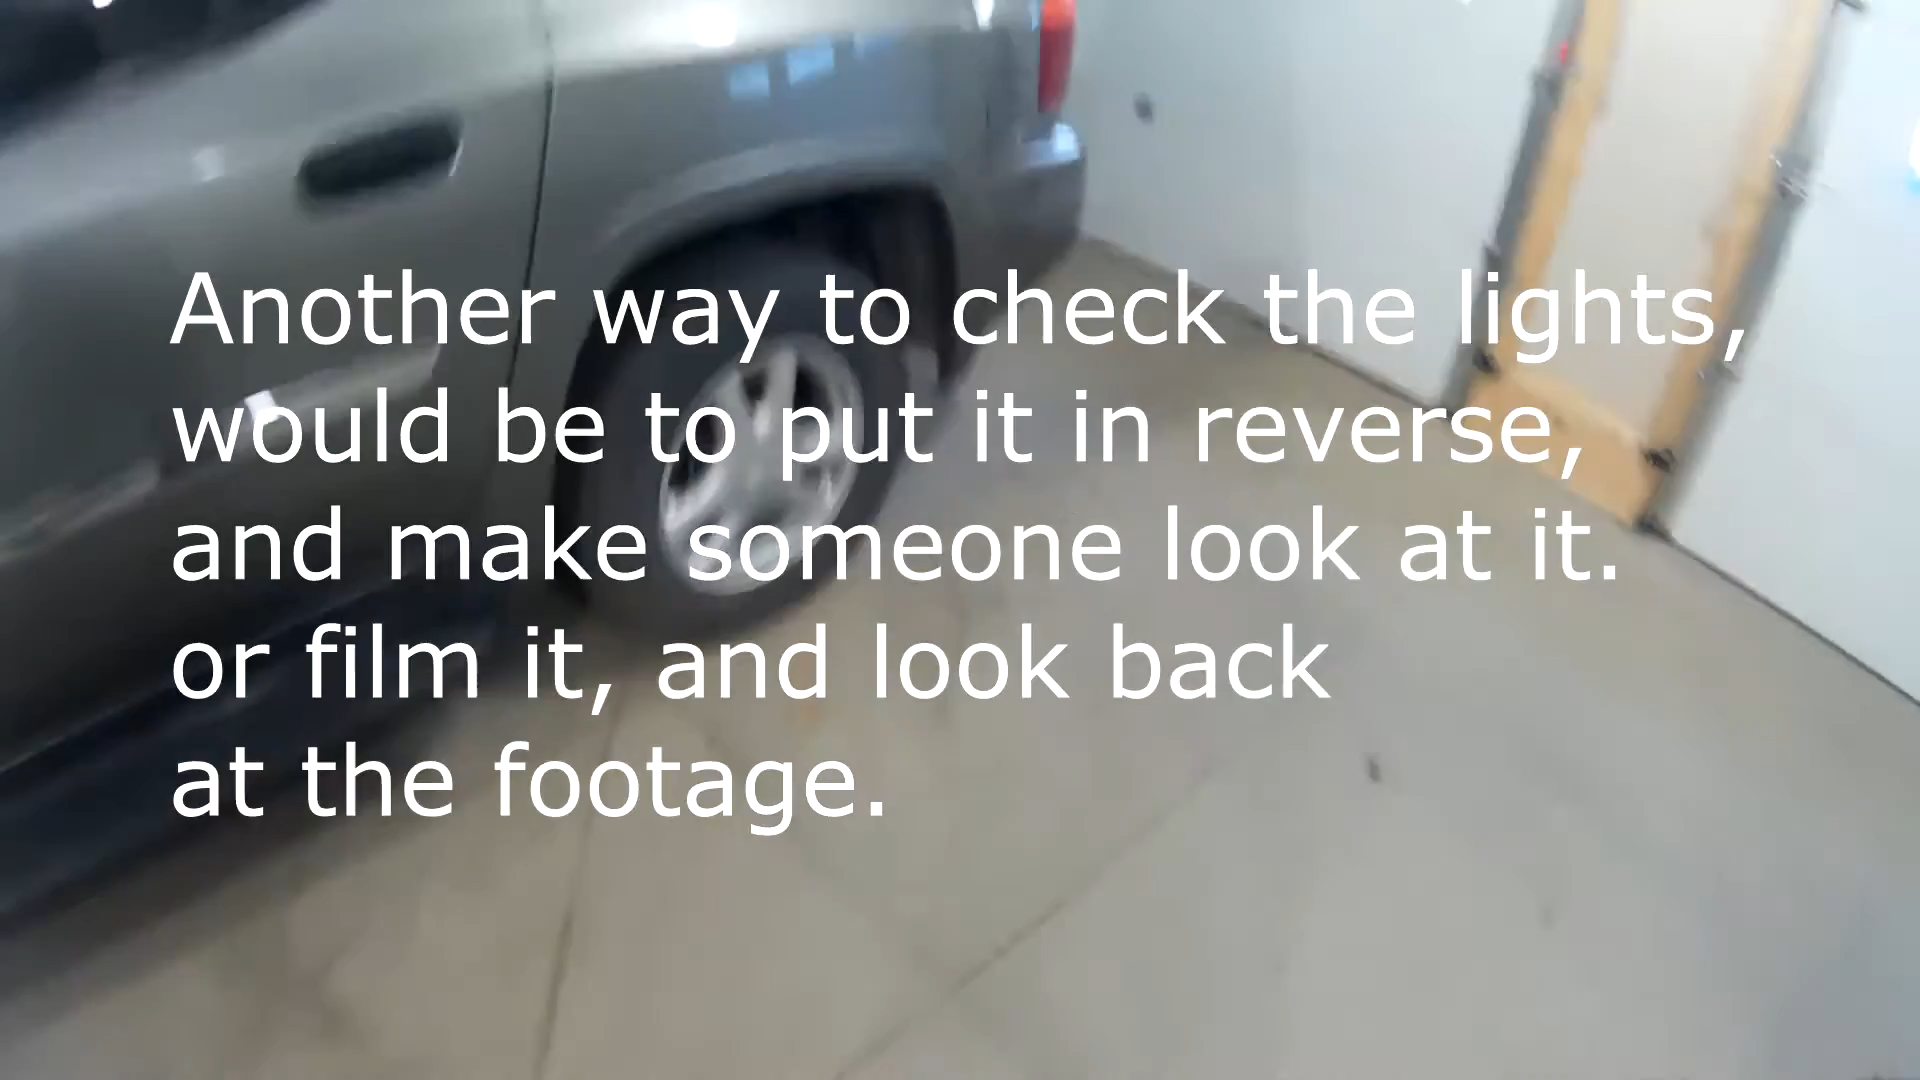 Another way to check the lights,
would be to put it in reverse,
and make someone look at it.
or film it, and look back
at the footage.